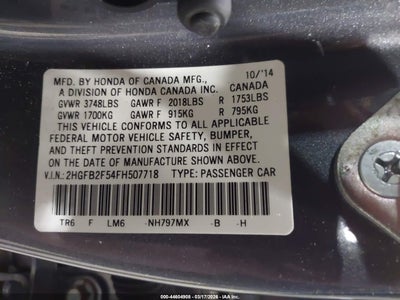 MFD. BY HONDA OF CANADA MFG., 10/'14
A DIVISION OF HONDA CANADA INC. CANADA
GVWR 3748LBS GAWR F 2018LBS R 1753LBS
GVWR 1700KG GAWR F 915KG R 795KG
THIS VEHICLE CONFORMS TO ALL APPLICABLE
FEDERAL MOTOR VEHICLE SAFETY, BUMPER,
AND THEFT PREVENTION STANDARDS IN EFFECT ON
THE DATE OF MANUFACTURE SHOWN ABOVE.
V.I.N.: 2HGFB2F54FH507718 TYPE: PASSENGER CAR
TR6 F LM6 -NH797MX -B -H
000-44604909 - (03/17/2026 - IAA Inc.